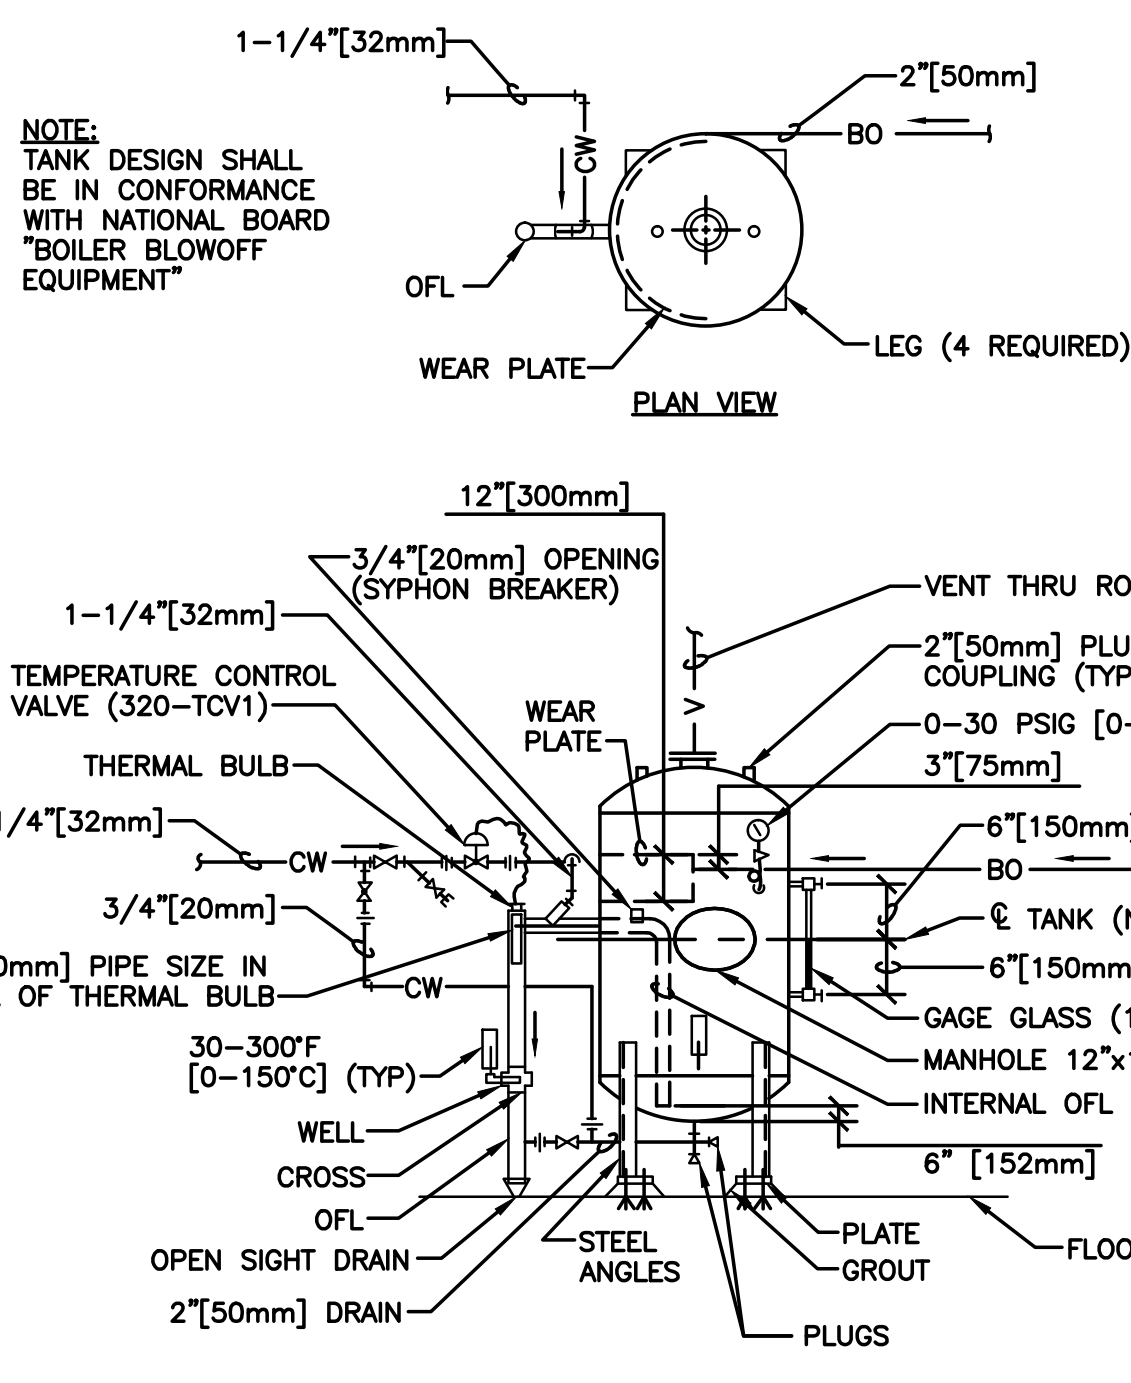 1-1/4"[32mm]
2"[50mm]
BO
CW
NOTE:
TANK DESIGN SHALL
BE IN CONFORMANCE
WITH NATIONAL BOARD
"BOILER BLOWOFF
EQUIPMENT"
OFL
LEG (4 REQUIRED)
WEAR PLATE
PLAN VIEW
12"[300mm]
3/4"[20mm] OPENING
(SYPHON BREAKER)
VENT THRU
1-1/4"[32mm]
2"[50mm]
COUPLING (TYP
TEMPERATURE CONTROL
VALVE (320-TCV1)
WEAR
PLATE
V
0-30 PSIG [0-
THERMAL BULB
3"[75mm]
1/4"[32mm]
6"[150mm]
CW
BO
3/4"[20mm]
℄ TANK
0mm] PIPE SIZE IN
OF THERMAL BULB
6"[150mm
CW
GAGE GLASS (1
30-300°F
[0-150°C] (TYP)
MANHOLE 12"x1
INTERNAL OFL
WELL
6" [152mm]
CROSS
OFL
STEEL
ANGLES
PLATE
GROUT
OPEN SIGHT DRAIN
2"[50mm] DRAIN
PLUGS